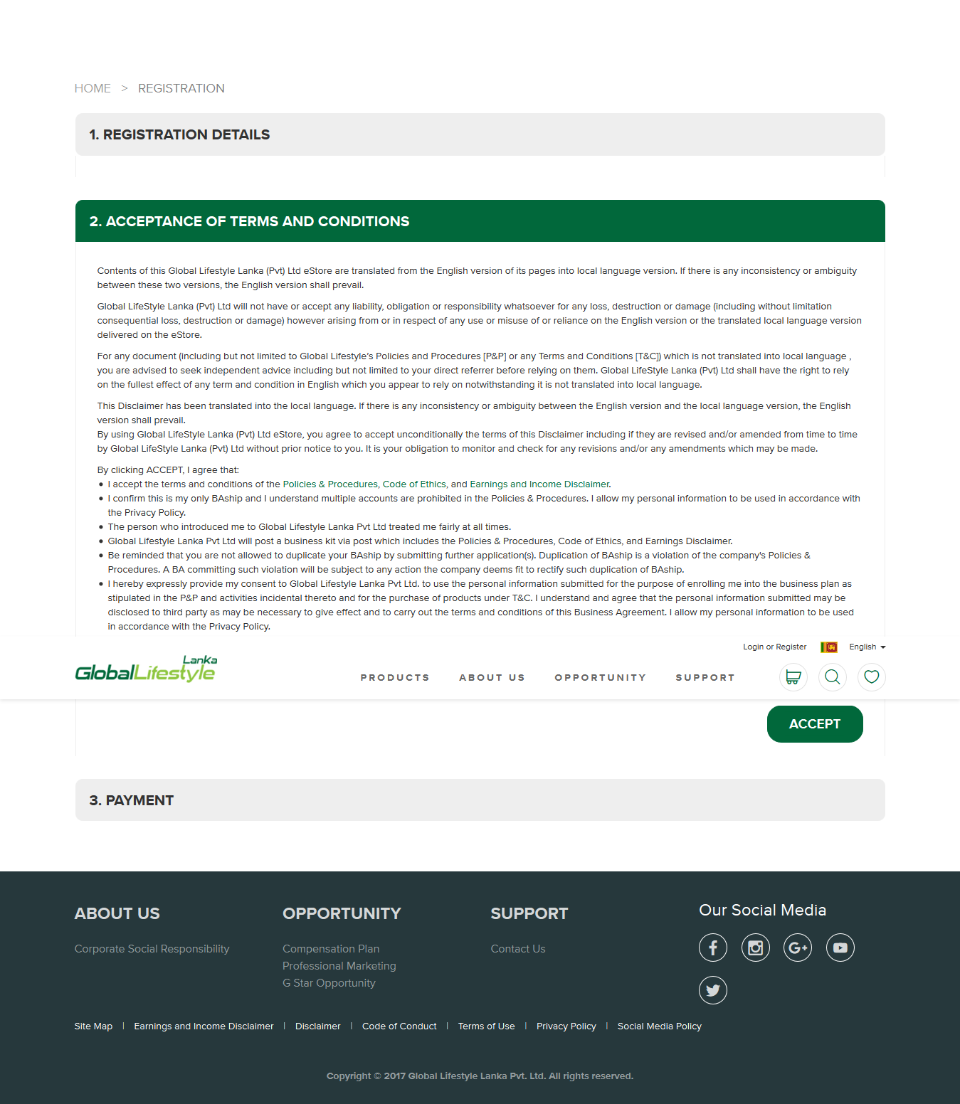 HOME > REGISTRATION
1. REGISTRATION DETAILS
2. ACCEPTANCE OF TERMS AND CONDITIONS
Contents of this Global Lifestyle Lanka (Pvt) Ltd eStore are translated from the English version of its pages into local language version. If there is any inconsistency or ambiguity
between these two versions, the English version shall prevail.
Global LifeStyle Lanka (Pvt) Ltd will not have or accept any liability, obligation or responsibility whatsoever for any loss, destruction or damage (including without limitation
consequential loss, destruction or damage) however arising from or in respect of any use or misuse of or reliance on the English version or the translated local language version
delivered on the eStore.
For any document (including but not limited to Global Lifestyle's Policies and Procedures [P&P] or any Terms and Conditions [T&C]) which is not translated into local language ,
you are advised to seek independent advice including but not limited to your direct referrer before relying on them. Global LifeStyle Lanka (Pvt) Ltd shall have the right to rely
on the fullest effect of any term and condition in English which you appear to rely on notwithstanding it is not translated into local language.
This Disclaimer has been translated into the local language. If there is any inconsistency or ambiguity between the English version and the local language version, the English
version shall prevail.
By using Global LifeStyle Lanka (Pvt) Ltd eStore, you agree to accept unconditionally the terms of this Disclaimer including if they are revised and/or amended from time to time
by Global LifeStyle Lanka (Pvt) Ltd without prior notice to you. It is your obligation to monitor and check for any revisions and/or any amendments which may be made.
By clicking ACCEPT, I agree that:
• I accept the terms and conditions of the Policies & Procedures, Code of Ethics, and Earnings and Income Disclaimer.
• I confirm this is my only BAship and I understand multiple accounts are prohibited in the Policies & Procedures. I allow my personal information to be used in accordance with
the Privacy Policy.
• The person who introduced me to Global Lifestyle Lanka Pvt Ltd treated me fairly at all times.
• Global Lifestyle Lanka Pvt Ltd will post a business kit via post which includes the Policies & Procedures, Code of Ethics, and Earnings Disclaimer.
• Be reminded that you are not allowed to duplicate your BAship by submitting further application(s). Duplication of BAship is a violation of the company's Policies &
Procedures. A BA committing such violation will be subject to any action the company deems fit to rectify such duplication of BAship.
• I hereby expressly provide my consent to Global Lifestyle Lanka Pvt Ltd. to use the personal information submitted for the purpose of enrolling me into the business plan as
stipulated in the P&P and activities incidental thereto and for the purchase of products under T&C. I understand and agree that the personal information submitted may be
disclosed to third party as may be necessary to give effect and to carry out the terms and conditions of this Business Agreement. I allow my personal information to be used
in accordance with the Privacy Policy.
Login or Register English
GlobalLifestyle Lanka
PRODUCTS ABOUT US OPPORTUNITY SUPPORT
ACCEPT
3. PAYMENT
ABOUT US OPPORTUNITY SUPPORT Our Social Media
Corporate Social Responsibility Compensation Plan Contact Us
Professional Marketing
G Star Opportunity
Site Map | Earnings and Income Disclaimer | Disclaimer | Code of Conduct | Terms of Use | Privacy Policy | Social Media Policy
Copyright © 2017 Global Lifestyle Lanka Pvt. Ltd. All rights reserved.